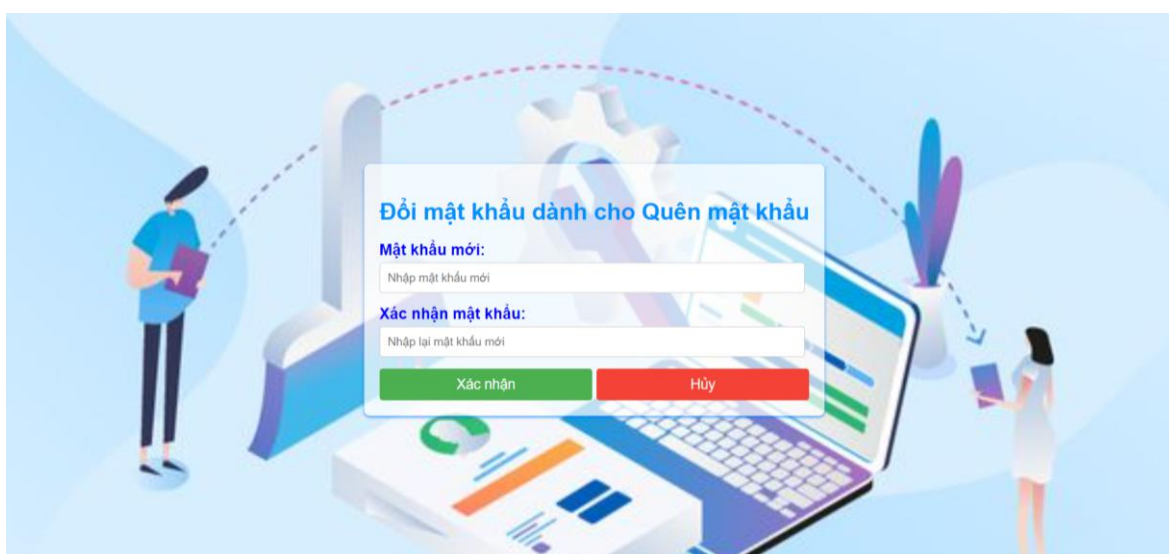 Đổi mật khẩu dành cho Quên mật khẩu
Mật khẩu mới:
Nhập mật khẩu mới
Xác nhận mật khẩu:
Nhập lại mật khẩu mới
Xác nhận Hủy